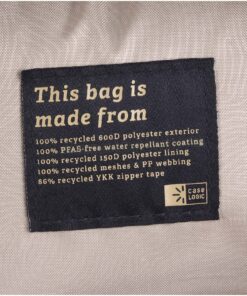 This bag is
made from
100% recycled 600D polyester exterior
100% PFAS-free water repellant coating
100% recycled 150D polyester lining
100% recycled meshes & PP webbing
86% recycled YKK zipper tape
case
LOGIC